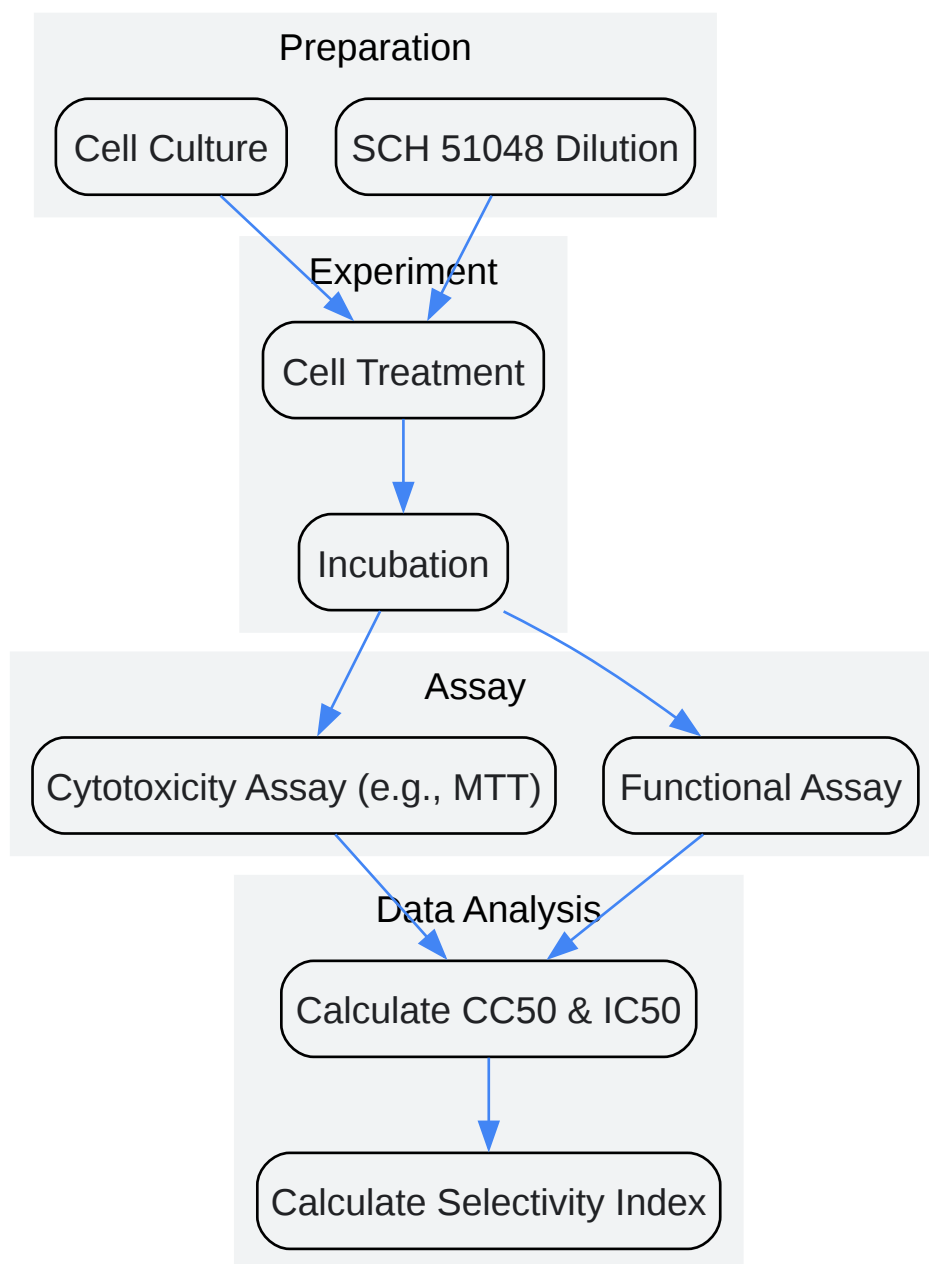 Preparation
Cell Culture
SCH 51048 Dilution
Experiment
Cell Treatment
Incubation
Assay
Cytotoxicity Assay (e.g., MTT)
Functional Assay
Data Analysis
Calculate CC50 & IC50
Calculate Selectivity Index